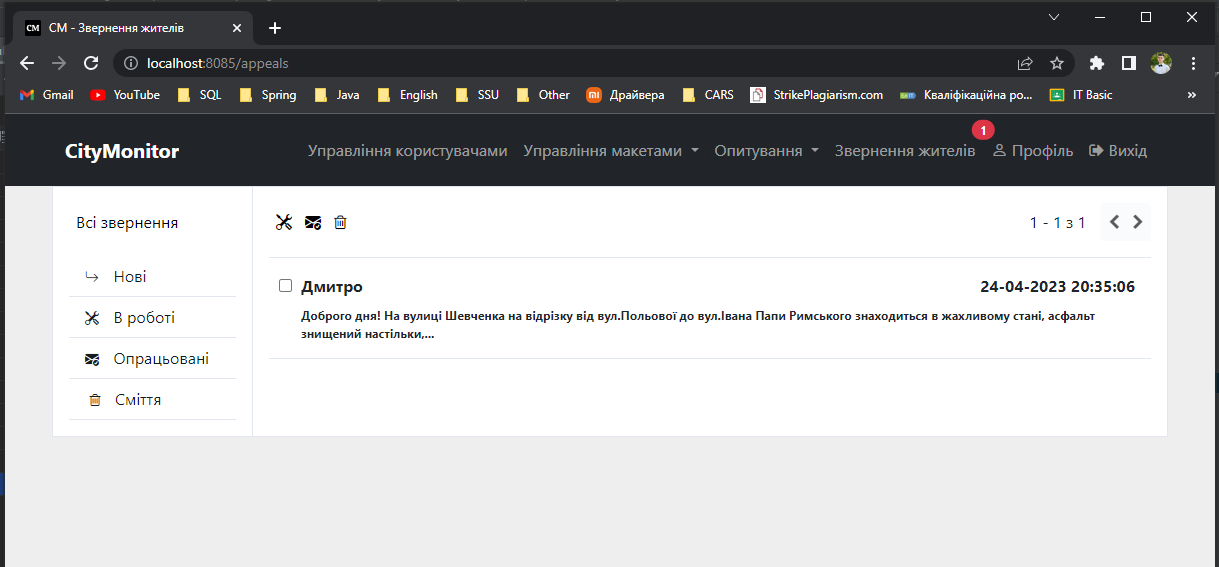 CM
CM - Звернення жителів
localhost:8085/appeals
Gmail YouTube SQL Spring Java English SSU Other Драйвера CARS StrikePlagiarism.com Кваліфікаційна ро... IT Basic »
CityMonitor
Управління користувачами Управління макетами Опитування Звернення жителів 1 Профіль Вихід
Всі звернення
1 - 1 з 1
Нові
В роботі
Опрацьовані
Сміття
Дмитро 24-04-2023 20:35:06
Доброго дня! На вулиці Шевченка на відрізку від вул.Польової до вул.Івана Папи Римського знаходиться в жахливому стані, асфальт
знищений настільки,...